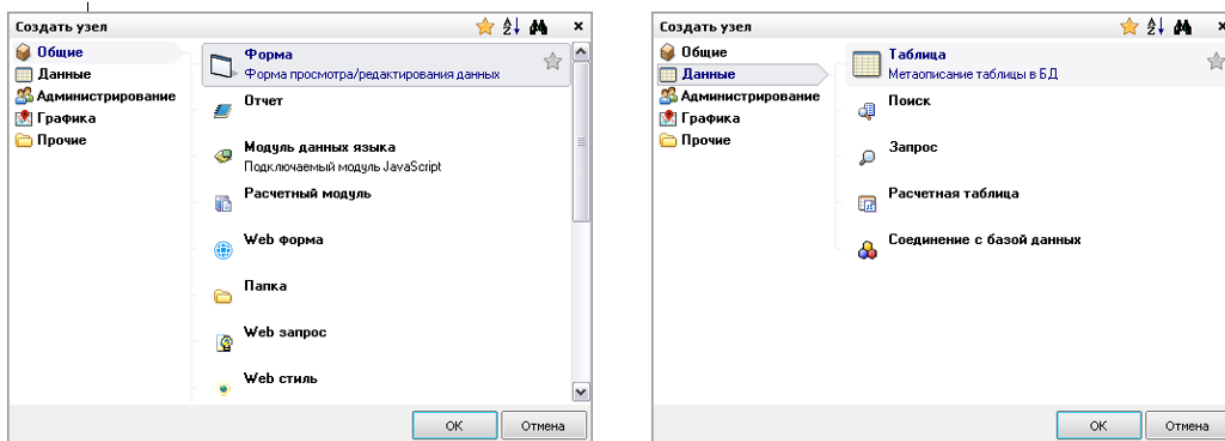 Создать узел
Общие
Данные
Администрирование
Графика
Прочие
Форма
Форма просмотра/редактирования данных
Отчет
Модуль данных языка
Подключаемый модуль JavaScript
Расчетный модуль
Web форма
Папка
Web запрос
Web стиль
OK
Отмена
Создать узел
Общие
Данные
Администрирование
Графика
Прочие
Таблица
Метаописание таблицы в БД
Поиск
Запрос
Расчетная таблица
Соединение с базой данных
OK
Отмена